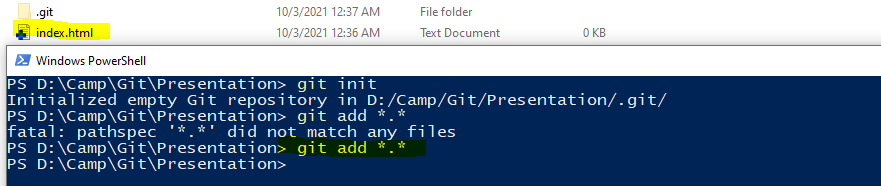 .git 10/3/2021 12:37 AM File folder
index.html 10/3/2021 12:36 AM Text Document 0 KB
Windows PowerShell
PS D:\Camp\Git\Presentation> git init
Initialized empty Git repository in D:/Camp/Git/Presentation/.git/
PS D:\Camp\Git\Presentation> git add *.*
fatal: pathspec '*.*' did not match any files
PS D:\Camp\Git\Presentation> git add *.*
PS D:\Camp\Git\Presentation>